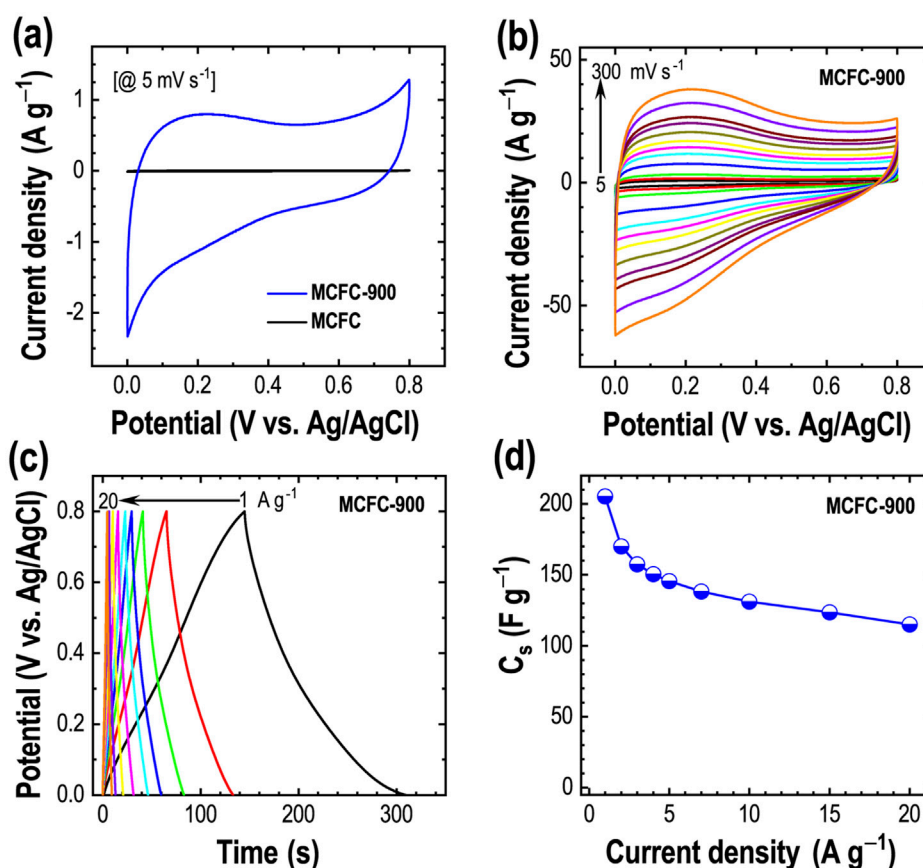 (a)
[@ 5 mV s⁻¹]
1
0
-1
-2
Current density (A g⁻¹)
MCFC-900
MCFC
0.0 0.2 0.4 0.6 0.8
Potential (V vs. Ag/AgCl)
(b)
300 mV s⁻¹
MCFC-900
5
50
0
-50
Current density (A g⁻¹)
0.0 0.2 0.4 0.6 0.8
Potential (V vs. Ag/AgCl)
(c)
20 1 A g⁻¹
MCFC-900
0.8
0.6
0.4
0.2
0.0
Potential (V vs. Ag/AgCl)
0 100 200 300
Time (s)
(d)
MCFC-900
200
150
100
50
0
Cₛ (F g⁻¹)
0 5 10 15 20
Current density (A g⁻¹)